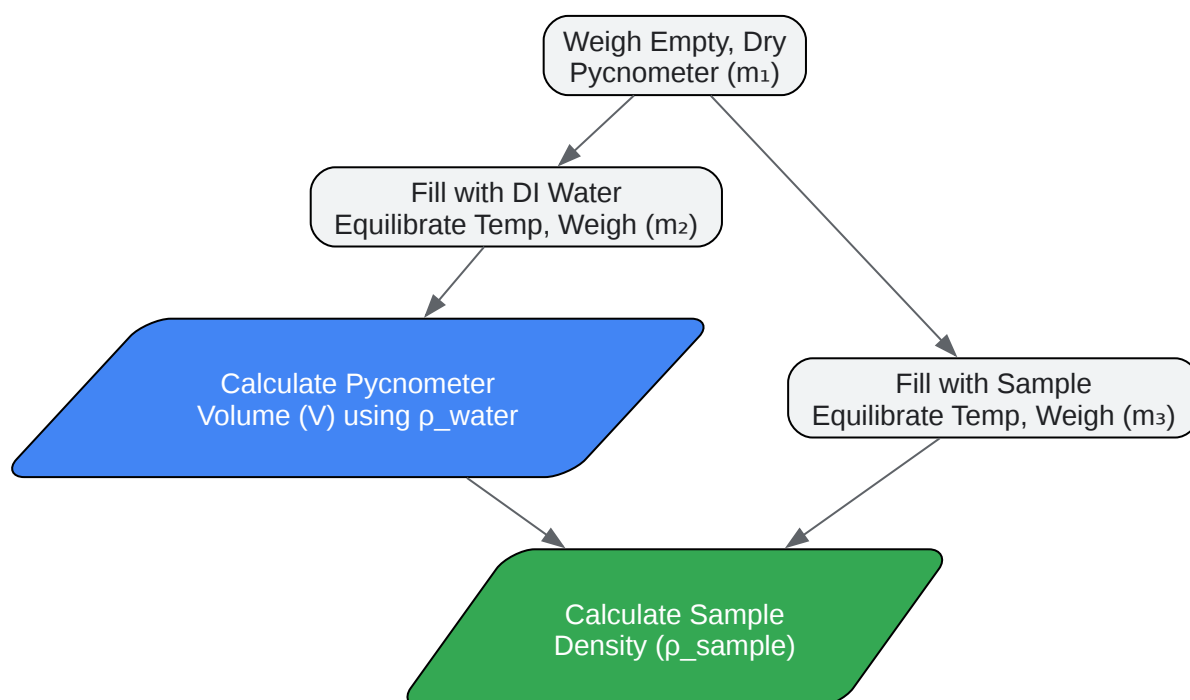 Weigh Empty, Dry
Pycnometer (m₁)
Fill with DI Water
Equilibrate Temp, Weigh (m₂)
Calculate Pycnometer
Volume (V) using ρ_water
Fill with Sample
Equilibrate Temp, Weigh (m₃)
Calculate Sample
Density (ρ_sample)